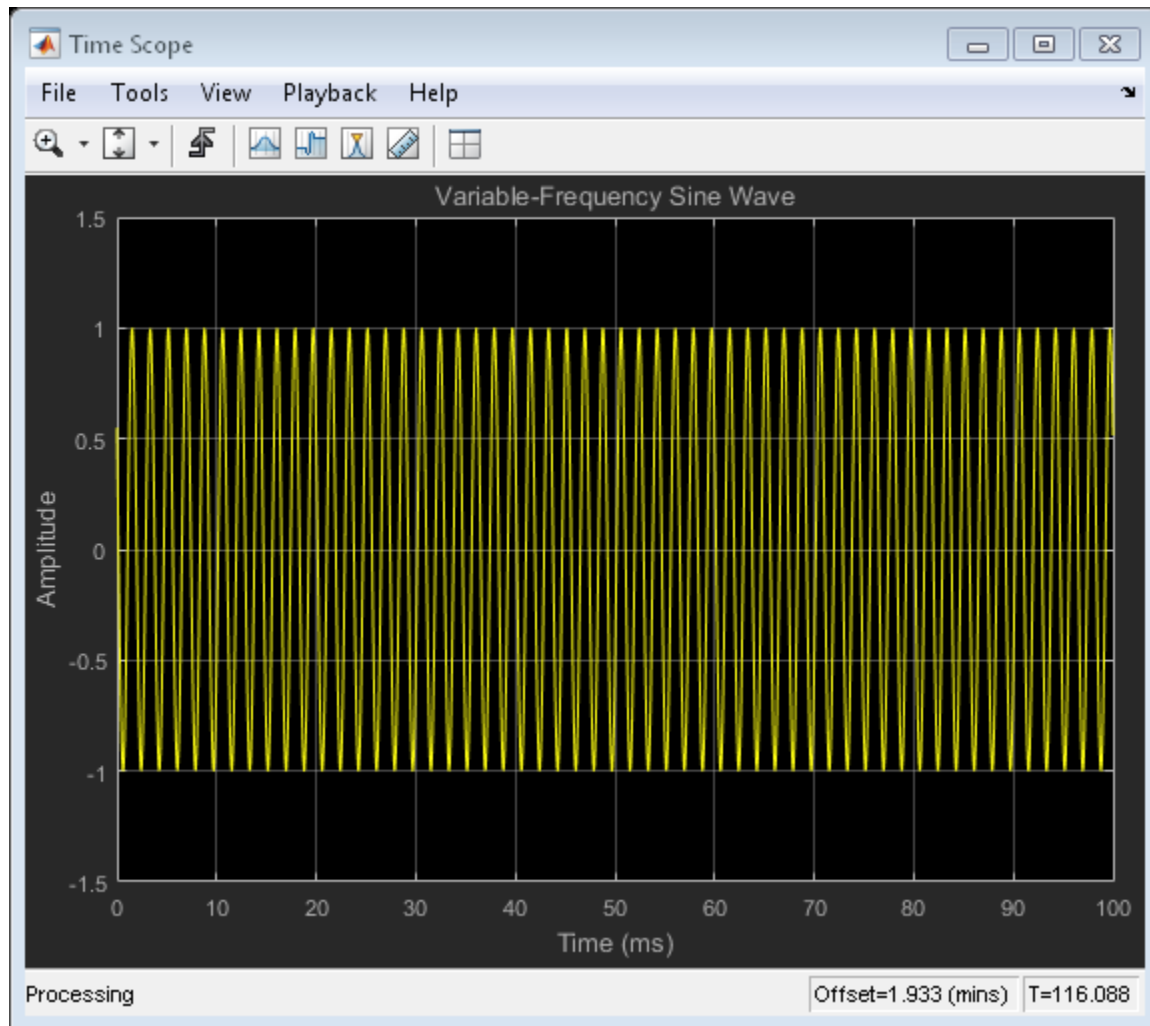 Time Scope
File Tools View Playback Help
Variable-Frequency Sine Wave
1.5
1
0.5
0
-0.5
-1
-1.5
Amplitude
0 10 20 30 40 50 60 70 80 90 100
Time (ms)
Processing Offset=1.933 (mins) T=116.088